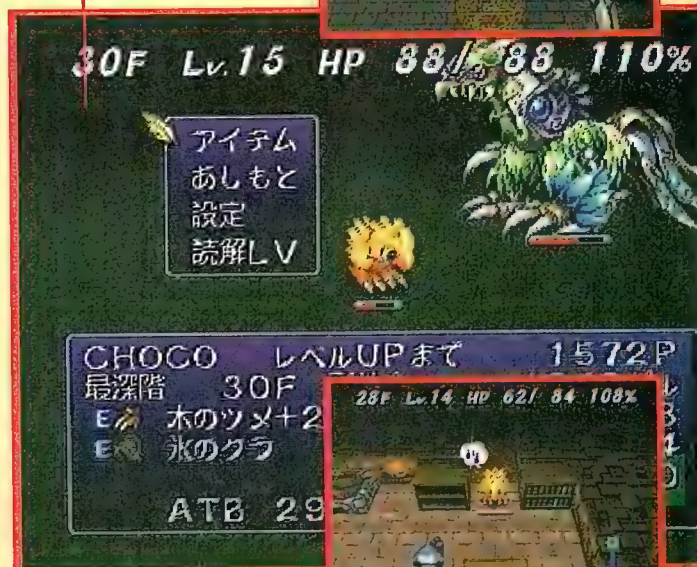 30F Lv.15 HP 88/ 88 110%
アイテム
あしもと
設定
読解LV
CHOCO レベルUPまで 1572P
最深階 30F
E 木のツメ+2
E 氷のクラ
ATB 29
28F Lv.14 HP 62/ 84 108%